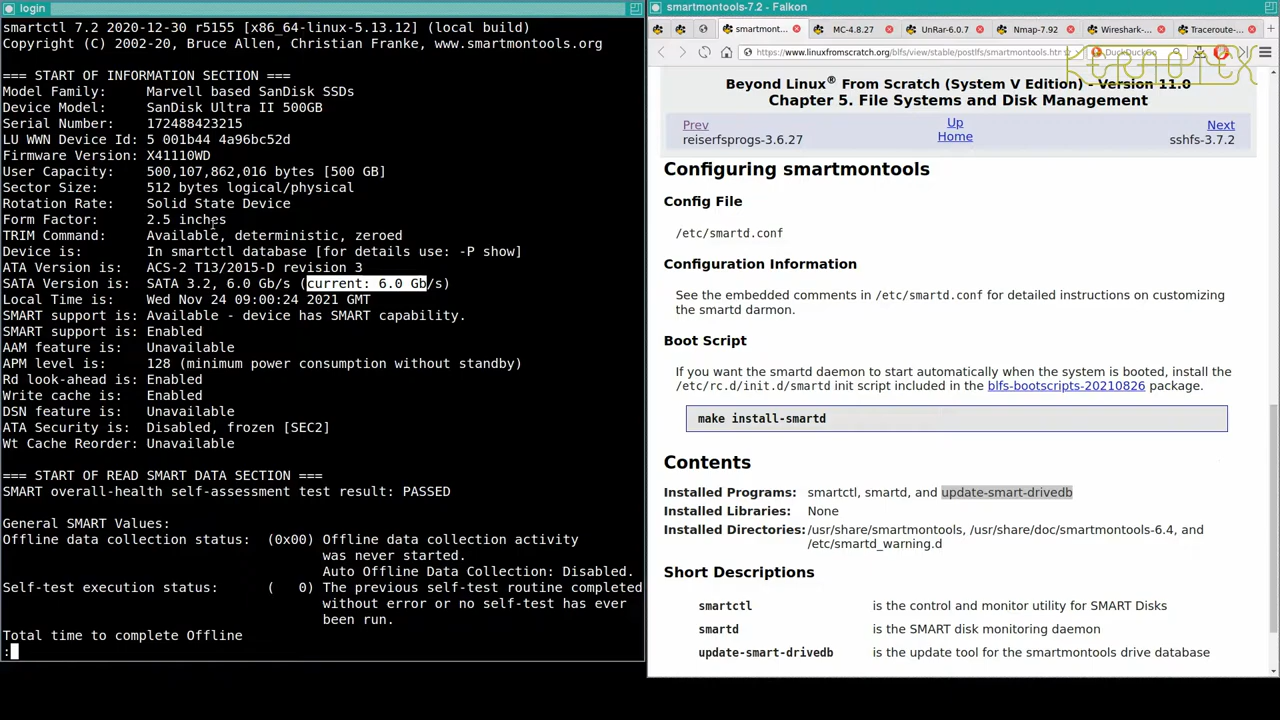 login
smartctl 7.2 2020-12-30 r5155 [x86_64-linux-5.13.12] (local build)
Copyright (C) 2002-20, Bruce Allen, Christian Franke, www.smartmontools.org
=== START OF INFORMATION SECTION ===
Model Family: Marvell based SanDisk SSDs
Device Model: SanDisk Ultra II 500GB
Serial Number: 172488423215
LU WWN Device Id: 5 001b44 4a96bc52d
Firmware Version: X41110WD
User Capacity: 500,107,862,016 bytes [500 GB]
Sector Size: 512 bytes logical/physical
Rotation Rate: Solid State Device
Form Factor: 2.5 inches
TRIM Command: Available, deterministic, zeroed
Device is: In smartctl database [for details use: -P show]
ATA Version is: ACS-2 T13/2015-D revision 3
SATA Version is: SATA 3.2, 6.0 Gb/s (current: 6.0 Gb/s)
Local Time is: Wed Nov 24 09:00:24 2021 GMT
SMART support is: Available - device has SMART capability.
SMART support is: Enabled
AAM feature is: Unavailable
APM level is: 128 (minimum power consumption without standby)
Rd look-ahead is: Enabled
Write cache is: Enabled
DSN feature is: Unavailable
ATA Security is: Disabled, frozen [SEC2]
Wt Cache Reorder: Unavailable
=== START OF READ SMART DATA SECTION ===
SMART overall-health self-assessment test result: PASSED
General SMART Values:
Offline data collection status: (0x00) Offline data collection activity
was never started.
Auto Offline Data Collection: Disabled.
Self-test execution status: ( 0) The previous self-test routine completed
without error or no self-test has ever
been run.
Total time to complete Offline
:
smartmontools-7.2 - Falkon
smartmont... MC-4.8.27 UnRar-6.0.7 Nmap-7.92 Wireshark-... Traceroute-...
https://www.linuxfromscratch.org/blfs/view/stable/postlfs/smartmontools.htm DuckDuckGo
KERNOTEX
Beyond Linux® From Scratch (System V Edition) - Version 11.0
Chapter 5. File Systems and Disk Management
Prev Up Next
reiserfsprogs-3.6.27 Home sshfs-3.7.2
Configuring smartmontools
Config File
/etc/smartd.conf
Configuration Information
See the embedded comments in /etc/smartd.conf for detailed instructions on customizing
the smartd darmon.
Boot Script
If you want the smartd daemon to start automatically when the system is booted, install the
/etc/rc.d/init.d/smartd init script included in the blfs-bootscripts-20210826 package.
make install-smartd
Contents
Installed Programs: smartctl, smartd, and update-smart-drivedb
Installed Libraries: None
Installed Directories: /usr/share/smartmontools, /usr/share/doc/smartmontools-6.4, and
/etc/smartd_warning.d
Short Descriptions
smartctl is the control and monitor utility for SMART Disks
smartd is the SMART disk monitoring daemon
update-smart-drivedb is the update tool for the smartmontools drive database